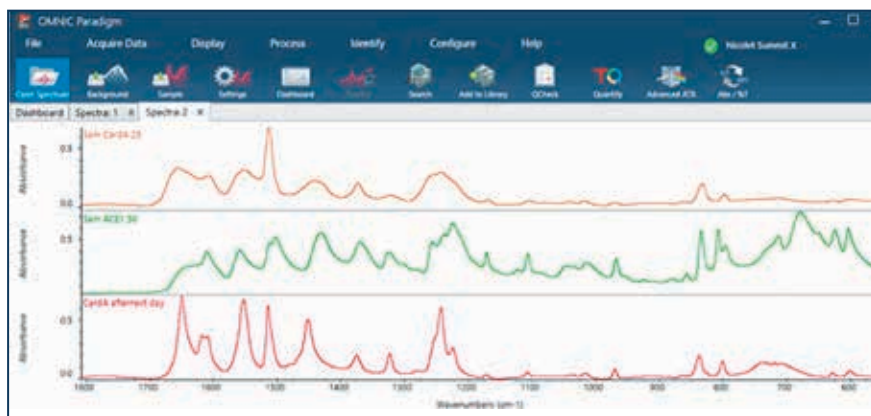 OMNIC Paradigm
File Acquire Data Display Process Identify Configure Help Nicolet Summit X
Open Spectrum Background Sample Settings Dashboard Search Add to Library QCheck Quantify Advanced ATR Abs / %T
Dashboard Spectra: 1 x Spectra 2 x
Absorbance
0.5
0.0
Absorbance
0.5
Absorbance
CardA afternext day
0.5
0.0
1800 1700 1600 1500 1400 1300 1200 1100 1000 900 800 700 600
Wavenumbers (cm-1)